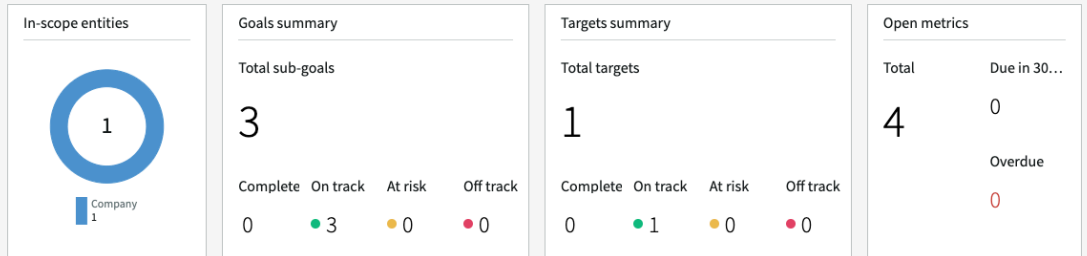 In-scope entities
1
Company
1
Goals summary
Total sub-goals
3
Complete On track At risk Off track
0 3 0 0
Targets summary
Total targets
1
Complete On track At risk Off track
0 1 0 0
Open metrics
Total Due in 30…
4 0
Overdue
0